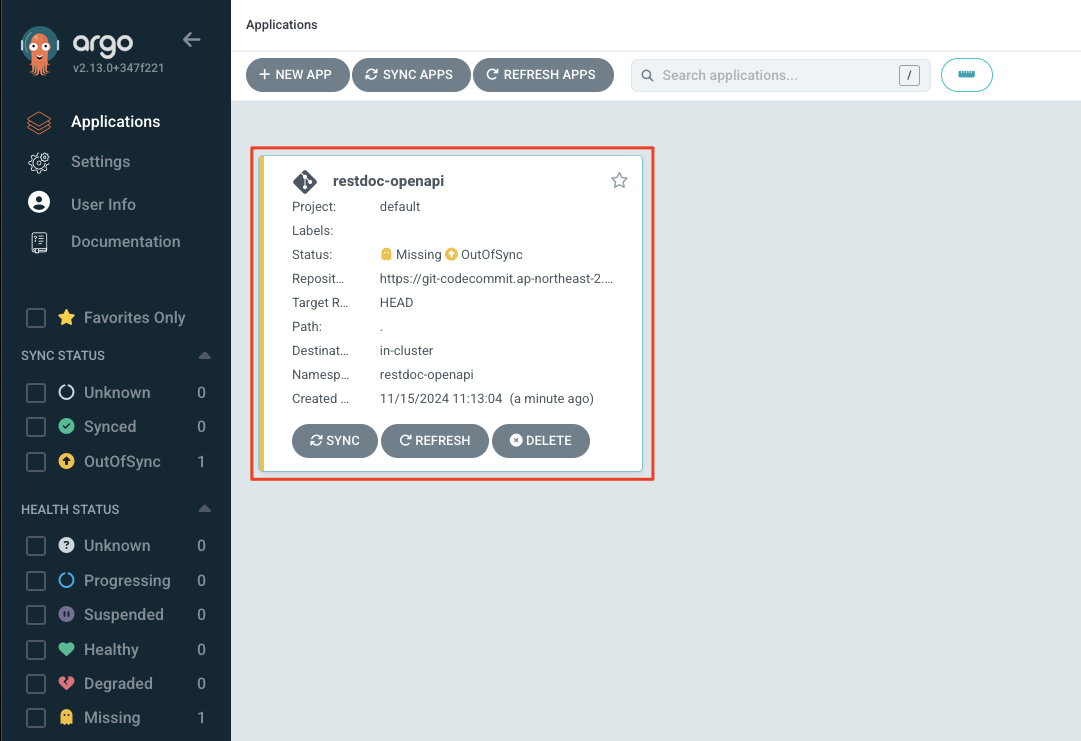 argo
v2.13.0+347f221
Applications
Settings
User Info
Documentation
Favorites Only
SYNC STATUS
Unknown 0
Synced 0
OutOfSync 1
HEALTH STATUS
Unknown 0
Progressing 0
Suspended 0
Healthy 0
Degraded 0
Missing 1
Applications
+ NEW APP SYNC APPS REFRESH APPS Search applications... /
restdoc-openapi
Project: default
Labels:
Status: Missing OutOfSync
Reposit... https://git-codecommit.ap-northeast-2....
Target R... HEAD
Path: .
Destinat... in-cluster
Namesp... restdoc-openapi
Created ... 11/15/2024 11:13:04 (a minute ago)
SYNC REFRESH DELETE